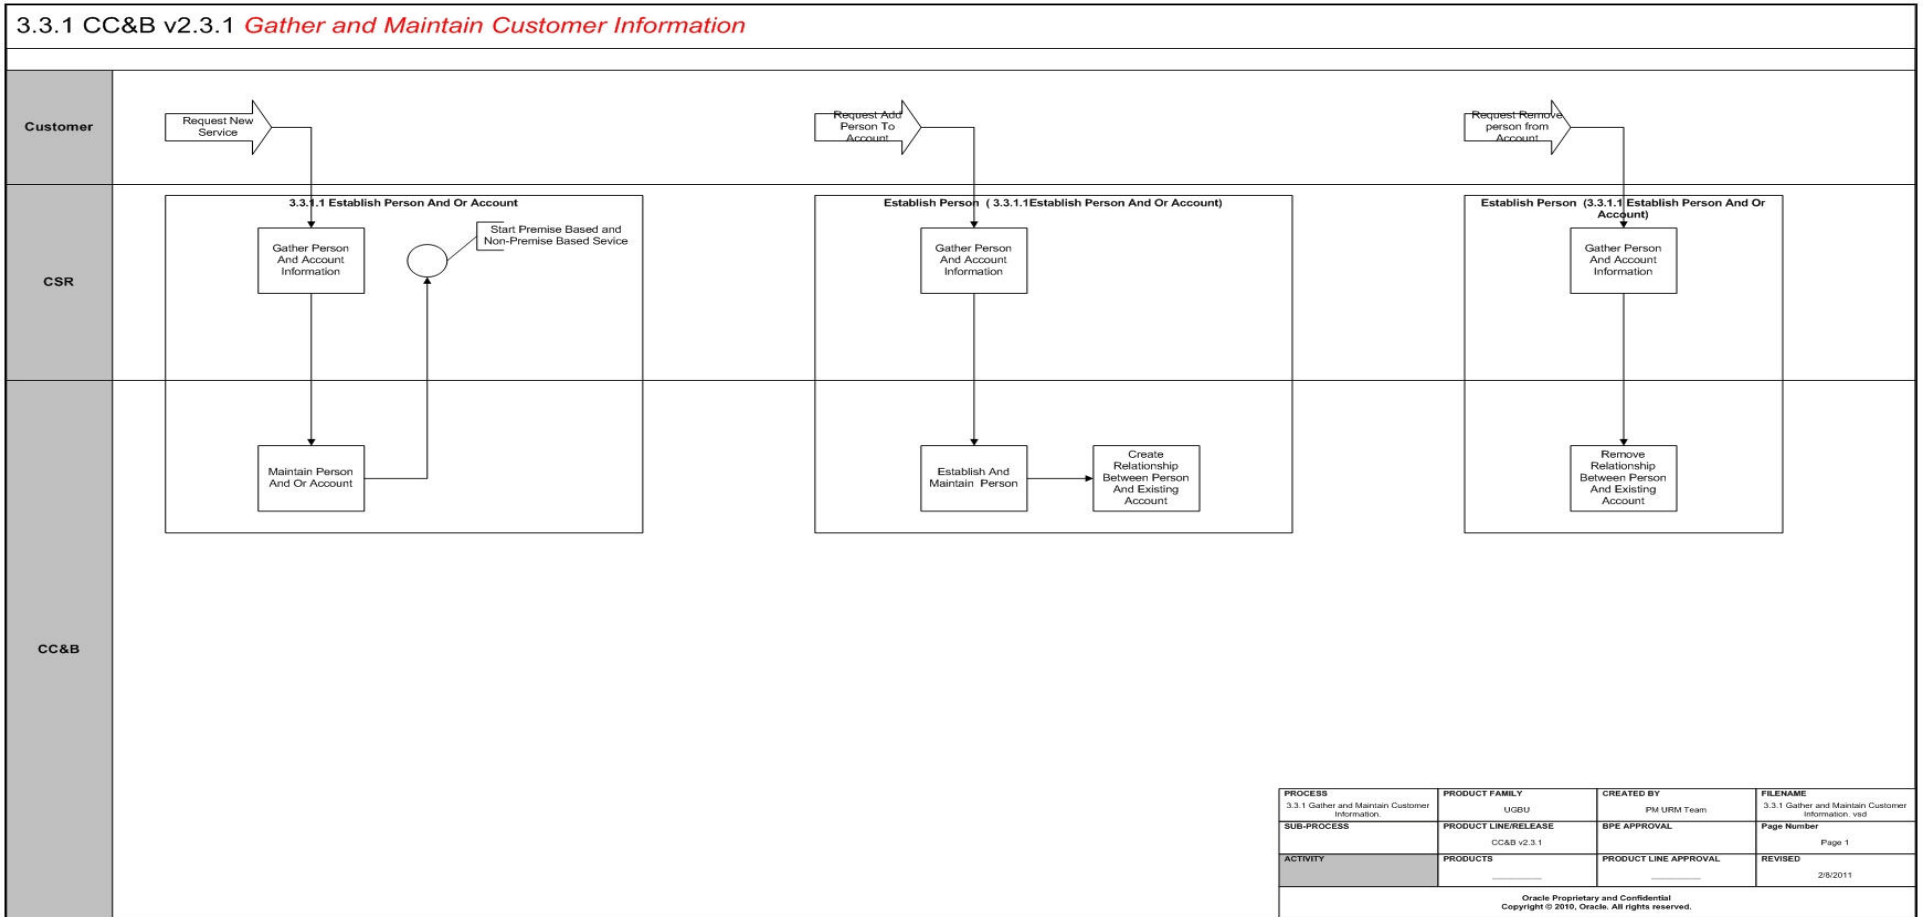 3.3.1 CC&B v2.3.1 Gather and Maintain Customer Information
Customer
Request New
Service
Request Add
Person To
Account
Request Remove
person from
Account
CSR
3.3.1.1 Establish Person And Or Account
Gather Person
And Account
Information
Start Premise Based and
Non-Premise Based Sevice
Establish Person ( 3.3.1.1Establish Person And Or Account)
Gather Person
And Account
Information
Establish Person (3.3.1.1 Establish Person And Or
Account)
Gather Person
And Account
Information
CC&B
Maintain Person
And Or Account
Establish And
Maintain Person
Create
Relationship
Between Person
And Existing
Account
Remove
Relationship
Between Person
And Existing
Account
PROCESS
3.3.1 Gather and Maintain Customer
Information.
PRODUCT FAMILY
UGBU
CREATED BY
PM URM Team
FILENAME
3.3.1 Gather and Maintain Customer
Information. vsd
SUB-PROCESS
PRODUCT LINE/RELEASE
CC&B v2.3.1
BPE APPROVAL
Page Number
Page 1
ACTIVITY
PRODUCTS
PRODUCT LINE APPROVAL
REVISED
2/8/2011
Oracle Proprietary and Confidential
Copyright © 2010, Oracle. All rights reserved.